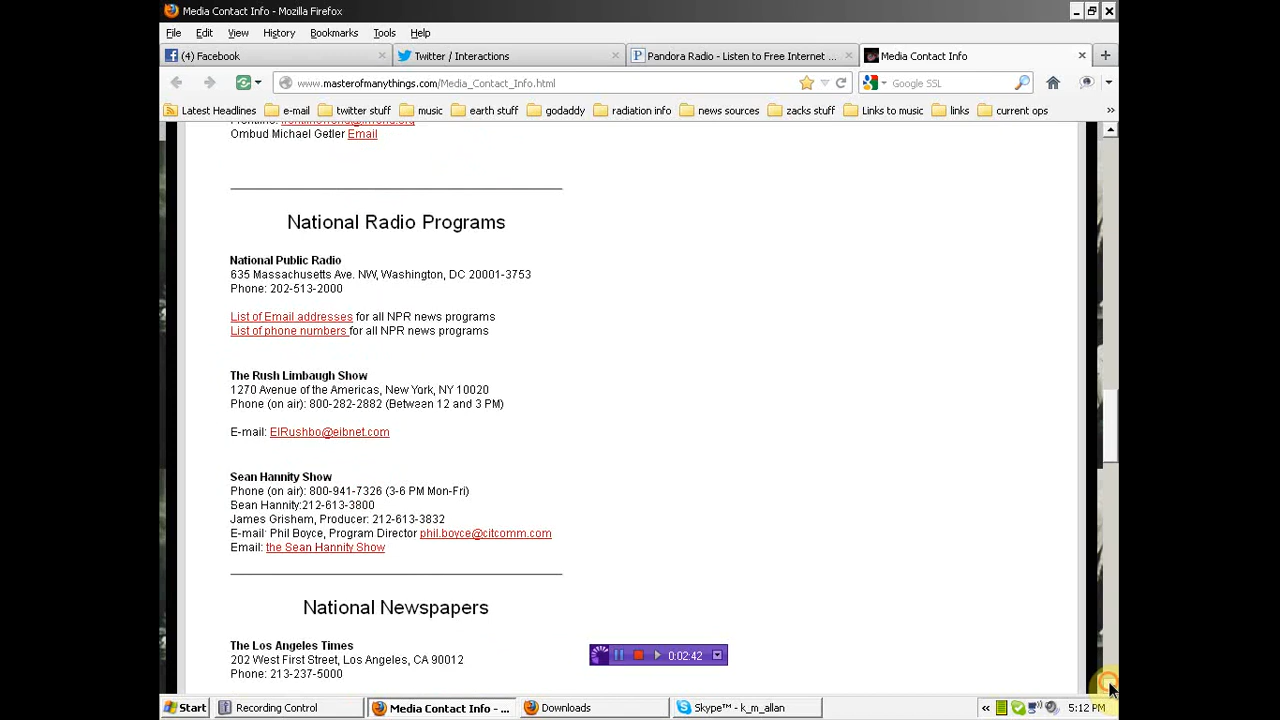 Media Contact Info - Mozilla Firefox
File Edit View History Bookmarks Tools Help
(4) Facebook
Twitter / Interactions
Pandora Radio - Listen to Free Internet ...
Media Contact Info
www.masterofmanythings.com/Media_Contact_Info.html
Google SSL
Latest Headlines e-mail twitter stuff music earth stuff godaddy radiation info news sources zacks stuff Links to music links current ops »
Ombud Michael Getler Email
National Radio Programs
National Public Radio
635 Massachusetts Ave. NW, Washington, DC 20001-3753
Phone: 202-513-2000
List of Email addresses for all NPR news programs
List of phone numbers for all NPR news programs
The Rush Limbaugh Show
1270 Avenue of the Americas, New York, NY 10020
Phone (on air): 800-282-2882 (Between 12 and 3 PM)
E-mail: ElRushbo@eibnet.com
Sean Hannity Show
Phone (on air): 800-941-7326 (3-6 PM Mon-Fri)
Bean Hannity:212-613-3800
James Grishem, Producer: 212-613-3832
E-mail: Phil Boyce, Program Director phil.boyce@citcomm.com
Email: the Sean Hannity Show
National Newspapers
The Los Angeles Times
202 West First Street, Los Angeles, CA 90012
Phone: 213-237-5000
0:02:42
Start
Recording Control
Media Contact Info - ...
Downloads
Skype™ - k_m_allan
«
5:12 PM